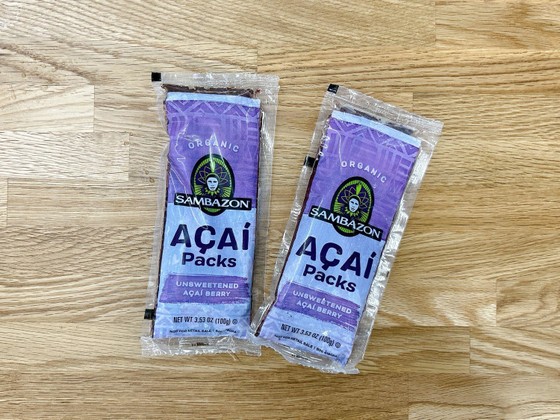 ORGANIC
SAMBAZON
AÇAÍ
Packs
UNSWEETENED
AÇAÍ BERRY
NET WT 3.53 OZ (100g)
ORGANIC
SAMBAZON
AÇAÍ
Packs
UNSWEETENED
AÇAÍ BERRY
NET WT 3.53 OZ (100g)